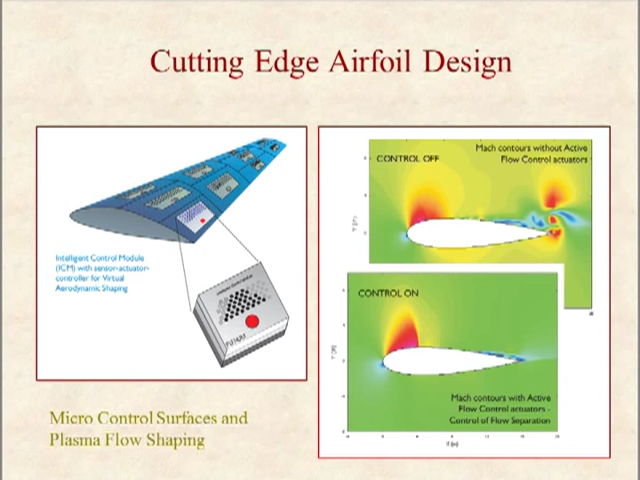 Cutting Edge Airfoil Design
Intelligent Control Module
(ICM) with sensor-actuator-
controller for Virtual
Aerodynamic Shaping
Mach contours without Active
Flow Control actuators
CONTROL OFF
CONTROL ON
Mach contours with Active
Flow Control actuators -
Control of Flow Separation
Micro Control Surfaces and
Plasma Flow Shaping